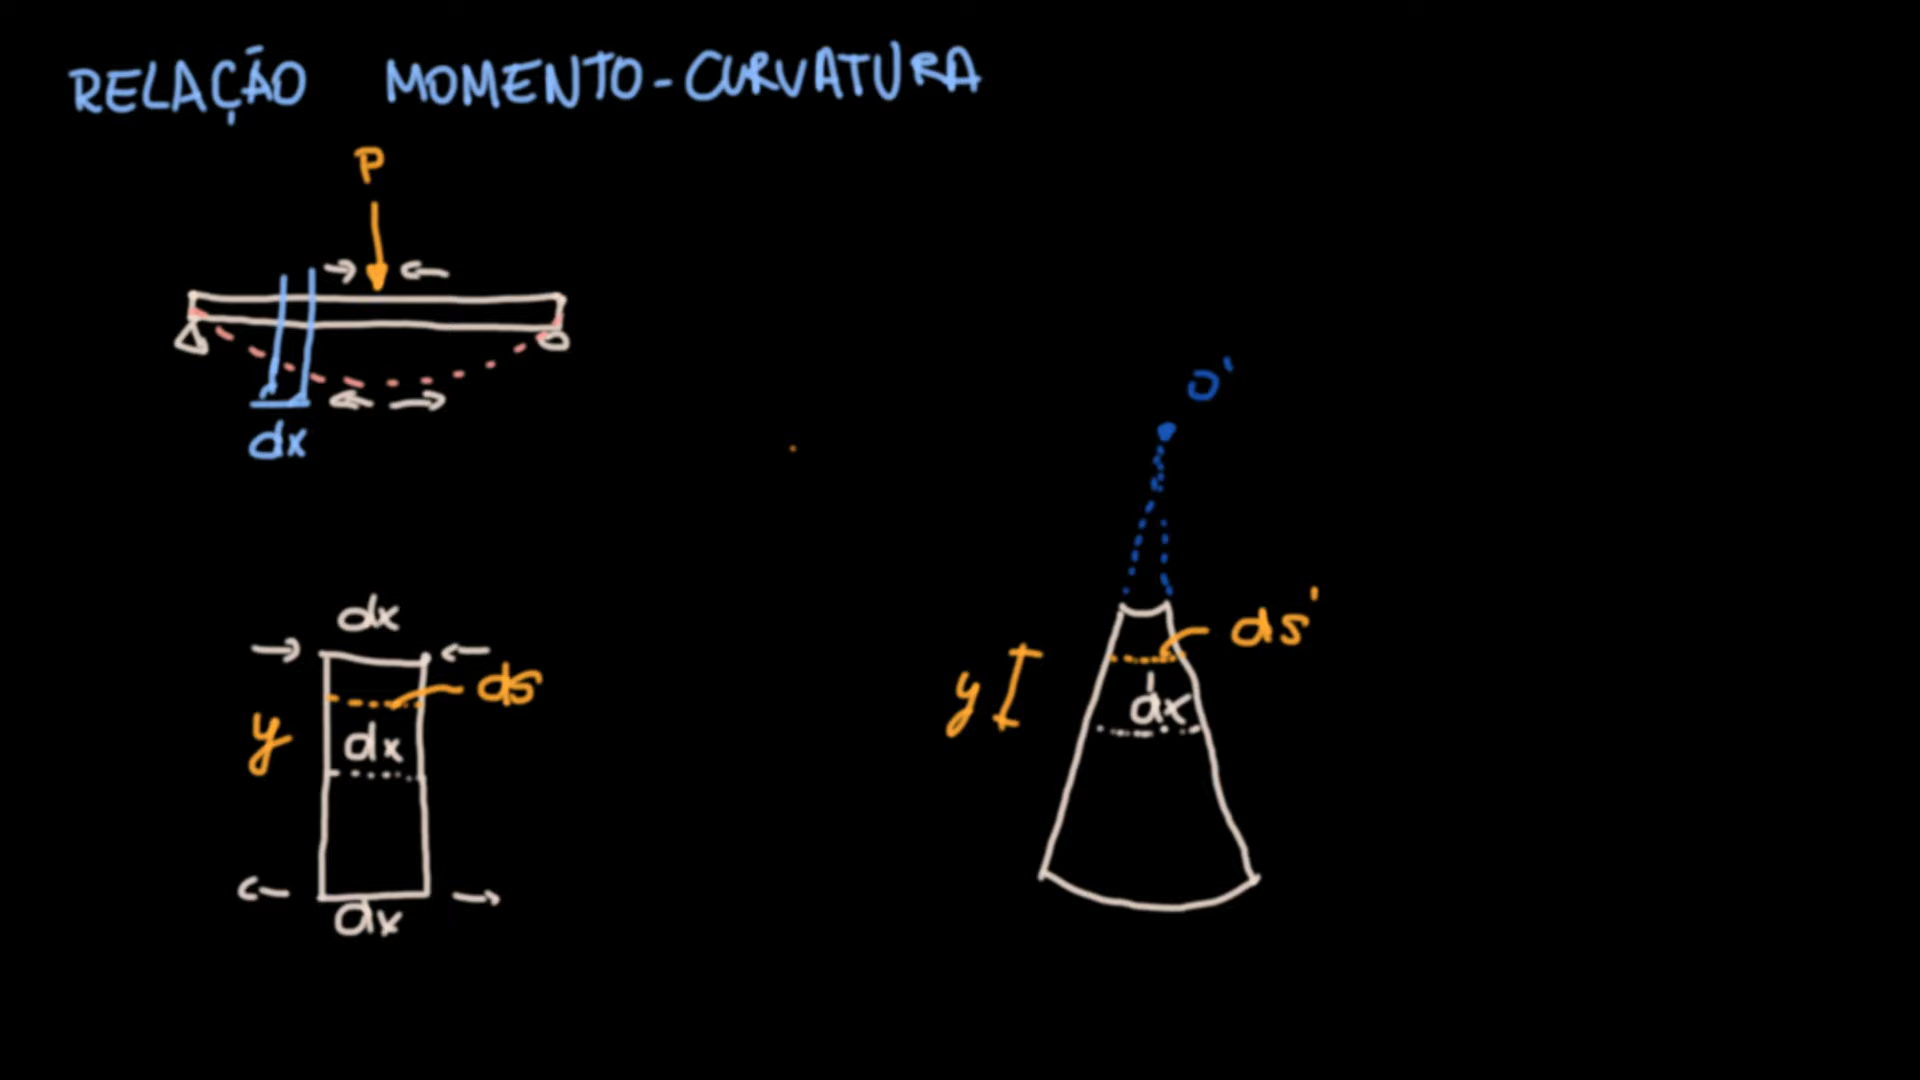 RELAÇÃO MOMENTO-CURVATURA
P
dx
O'
dx
ds
y
dx
dx
ds'
y
dx